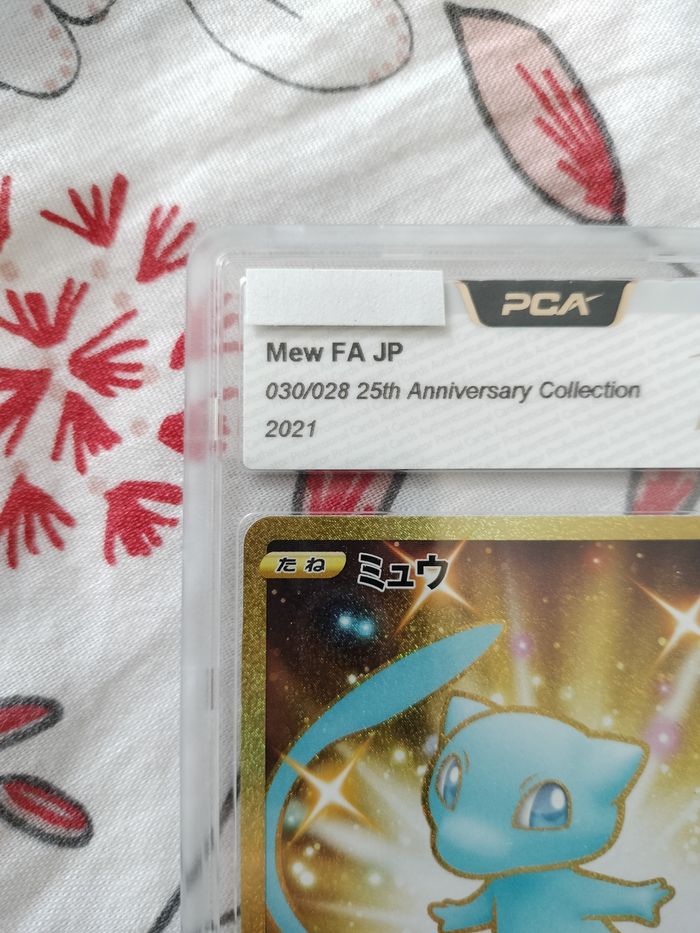 PCA
Mew FA JP
030/028 25th Anniversary Collection
2021
たね ミュウ